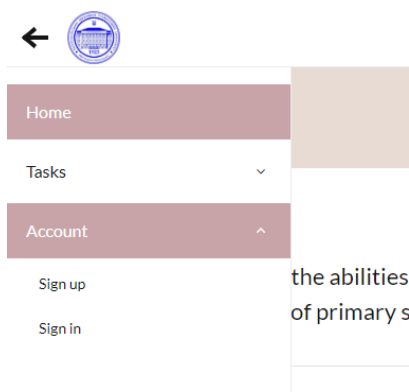 Home
Tasks
Account
Sign up
Sign in
the abilities
of primary s